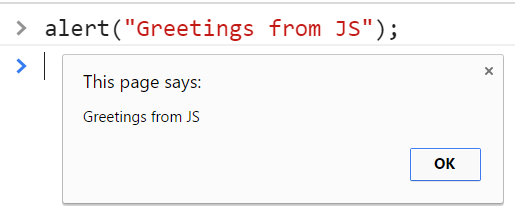 > alert("Greetings from JS");
>
This page says:
×
Greetings from JS
OK